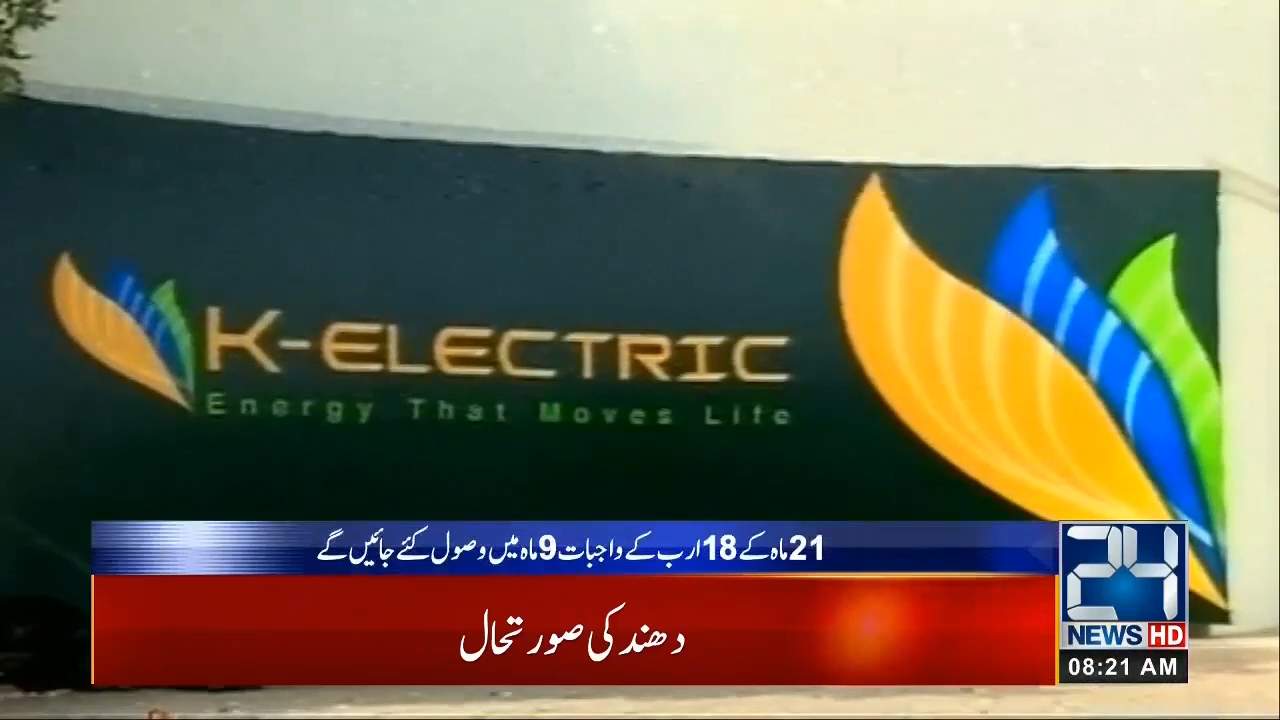 K-ELECTRIC
Energy That Moves Life
21 ماہ کے 18 ارب کے واجبات 9 ماہ میں وصول کئے جائیں گے
دھند کی صورتحال
24
NEWS HD
08:21 AM